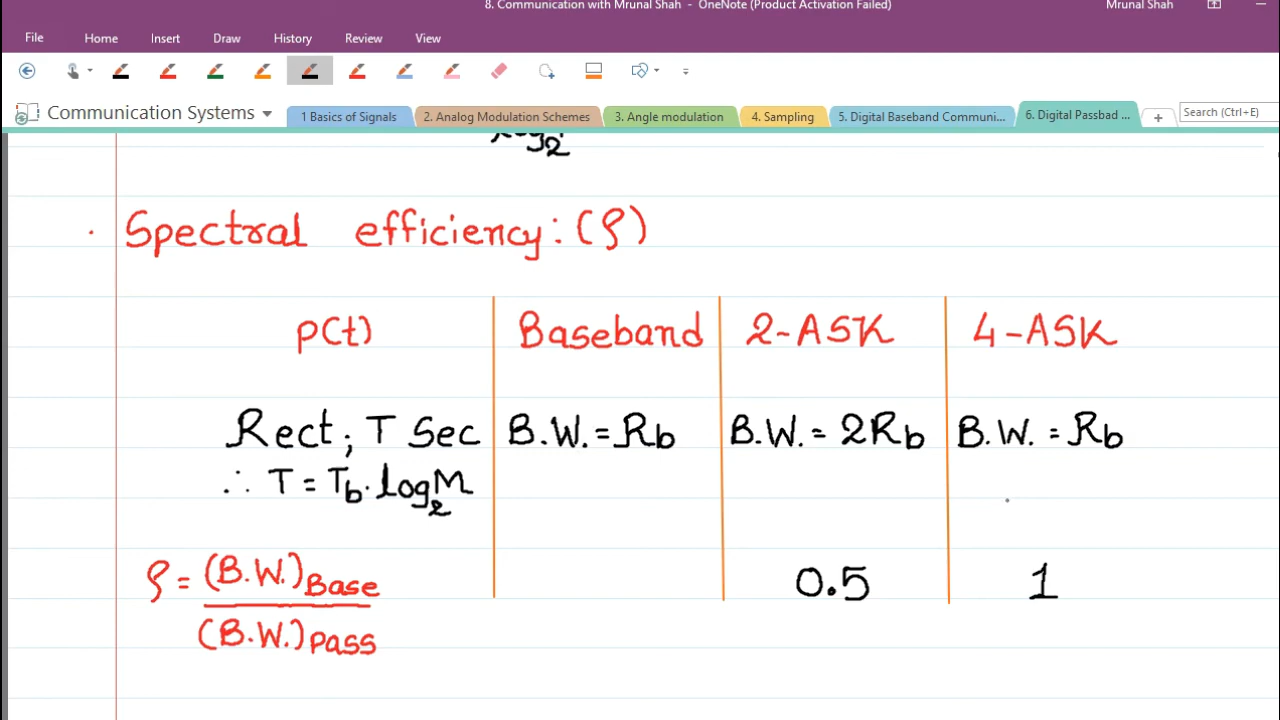 8. Communication with Mrunal Shah - OneNote (Product Activation Failed) Mrunal Shah
File Home Insert Draw History Review View
Communication Systems 1 Basics of Signals 2. Analog Modulation Schemes 3. Angle modulation 4. Sampling 5. Digital Baseband Communi... 6. Digital Passbad ... + Search (Ctrl+E)
. Spectral efficiency: (ρ)
p(t) Baseband 2-ASK 4-ASK
Rect; T Sec B.W. = Rb B.W. = 2Rb B.W. = Rb
∴ T = Tb . log2 M
ρ = (B.W.)Base 0.5 1
(B.W.)Pass